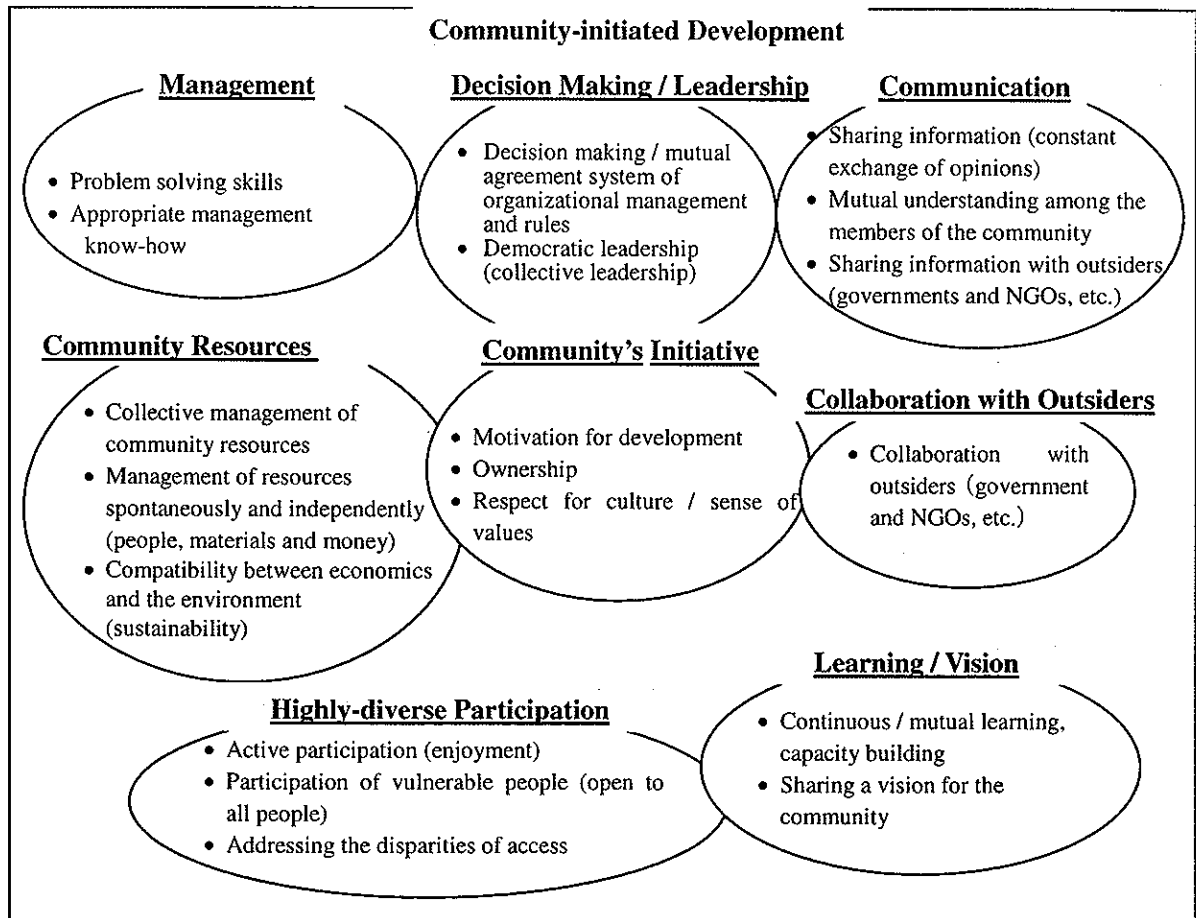 Community-initiated Development
Management
• Problem solving skills
• Appropriate management
know-how
Decision Making / Leadership
• Decision making / mutual
agreement system of
organizational management
and rules
• Democratic leadership
(collective leadership)
Communication
• Sharing information (constant
exchange of opinions)
• Mutual understanding among the
members of the community
• Sharing information with outsiders
(governments and NGOs, etc.)
Community Resources
• Collective management of
community resources
• Management of resources
spontaneously and independently
(people, materials and money)
• Compatibility between economics
and the environment
(sustainability)
Community's Initiative
• Motivation for development
• Ownership
• Respect for culture / sense of
values
Collaboration with Outsiders
• Collaboration with
outsiders (government
and NGOs, etc.)
Highly-diverse Participation
• Active participation (enjoyment)
• Participation of vulnerable people (open to
all people)
• Addressing the disparities of access
Learning / Vision
• Continuous / mutual learning,
capacity building
• Sharing a vision for the
community